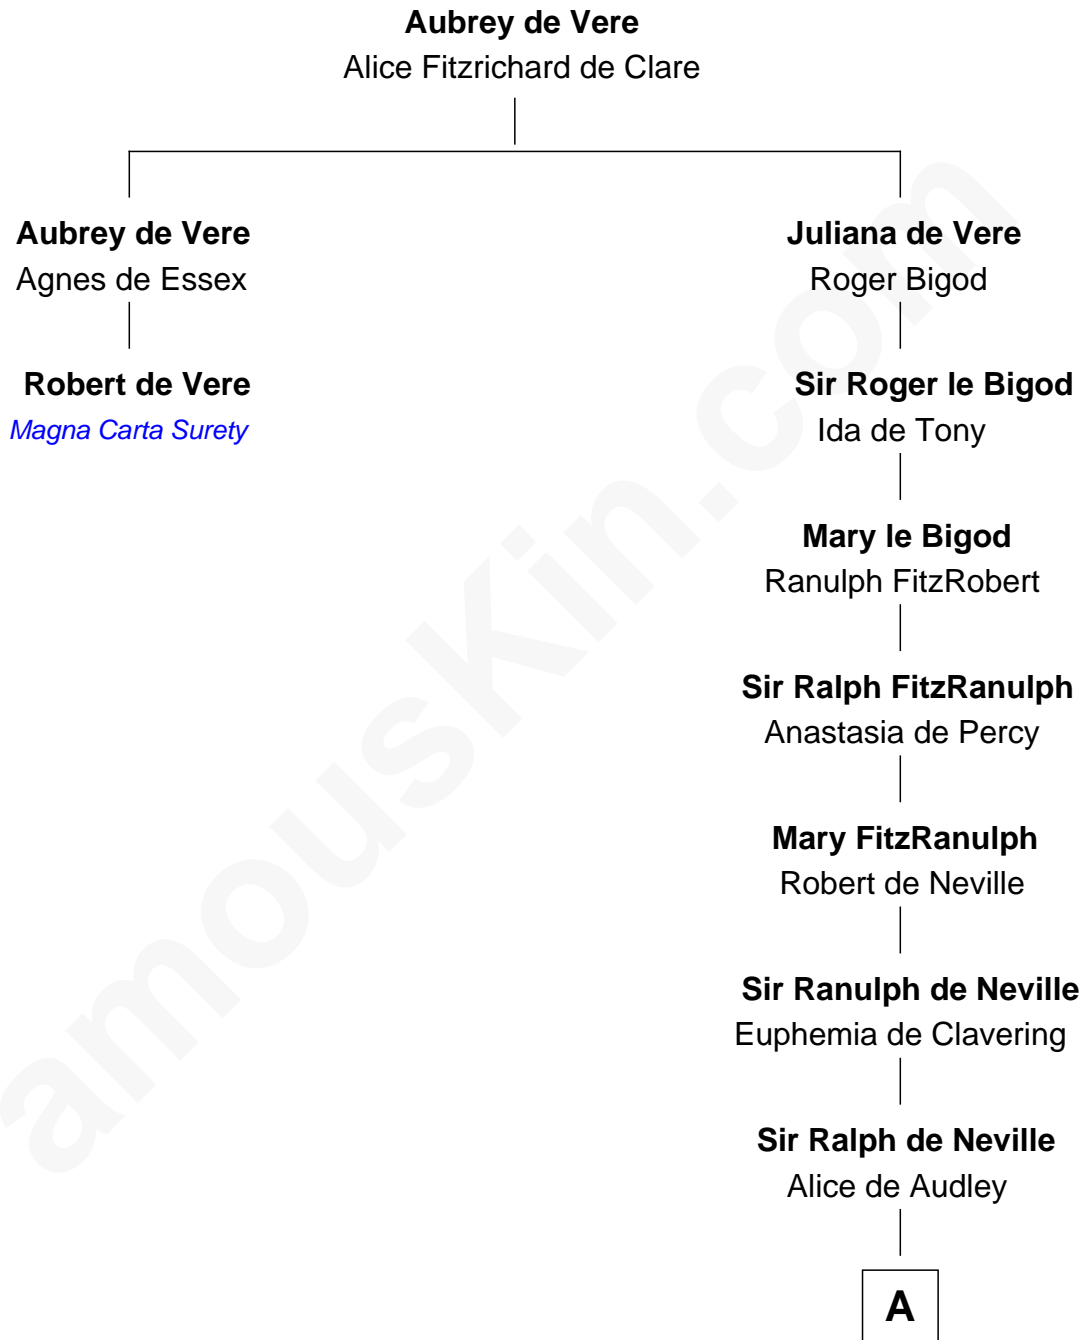 Aubrey de Vere
Alice Fitzrichard de Clare
Aubrey de Vere
Agnes de Essex
Robert de Vere
Magna Carta Surety
Juliana de Vere
Roger Bigod
Sir Roger le Bigod
Ida de Tony
Mary le Bigod
Ranulph FitzRobert
Sir Ralph FitzRanulph
Anastasia de Percy
Mary FitzRanulph
Robert de Neville
Sir Ranulph de Neville
Euphemia de Clavering
Sir Ralph de Neville
Alice de Audley
A
amouskin.com